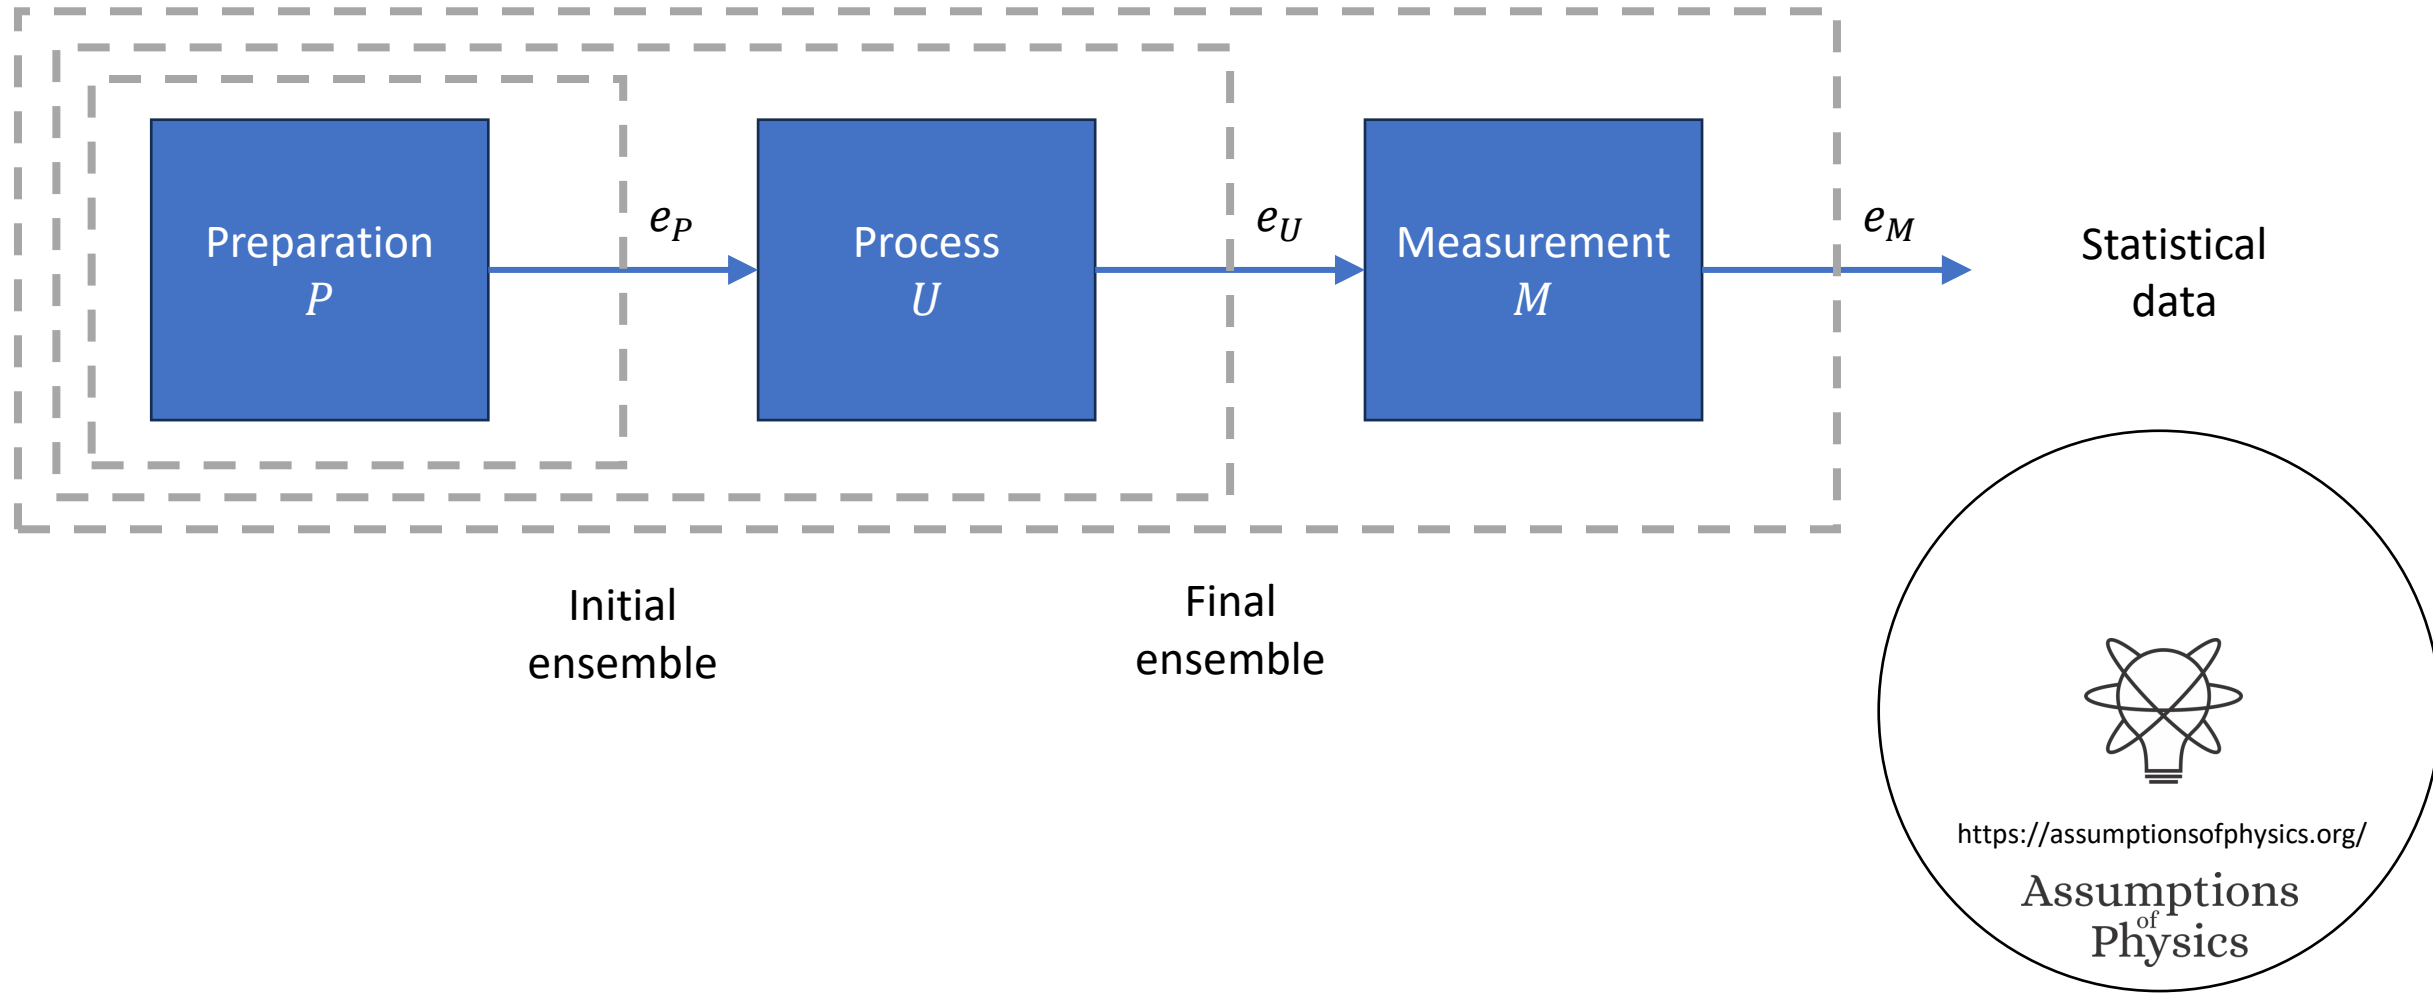 Preparation
P
e_P
Process
U
e_U
Measurement
M
e_M
Statistical
data
Initial
ensemble
Final
ensemble
https://assumptionsofphysics.org/
Assumptions
of
Physics